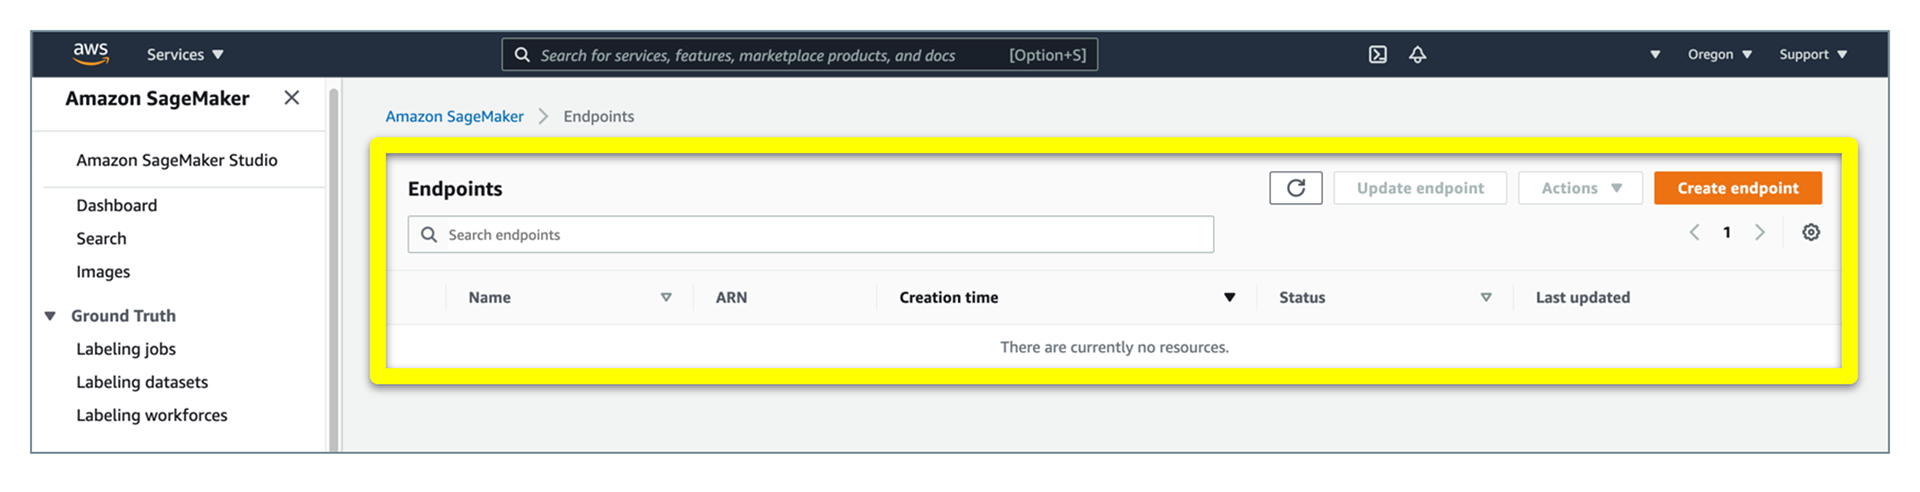 aws Services Search for services, features, marketplace products, and docs [Option+S] Oregon Support
Amazon SageMaker
Amazon SageMaker Studio
Dashboard
Search
Images
Ground Truth
Labeling jobs
Labeling datasets
Labeling workforces
Amazon SageMaker Endpoints
Endpoints Update endpoint Actions Create endpoint
Search endpoints 1
Name ARN Creation time Status Last updated
There are currently no resources.